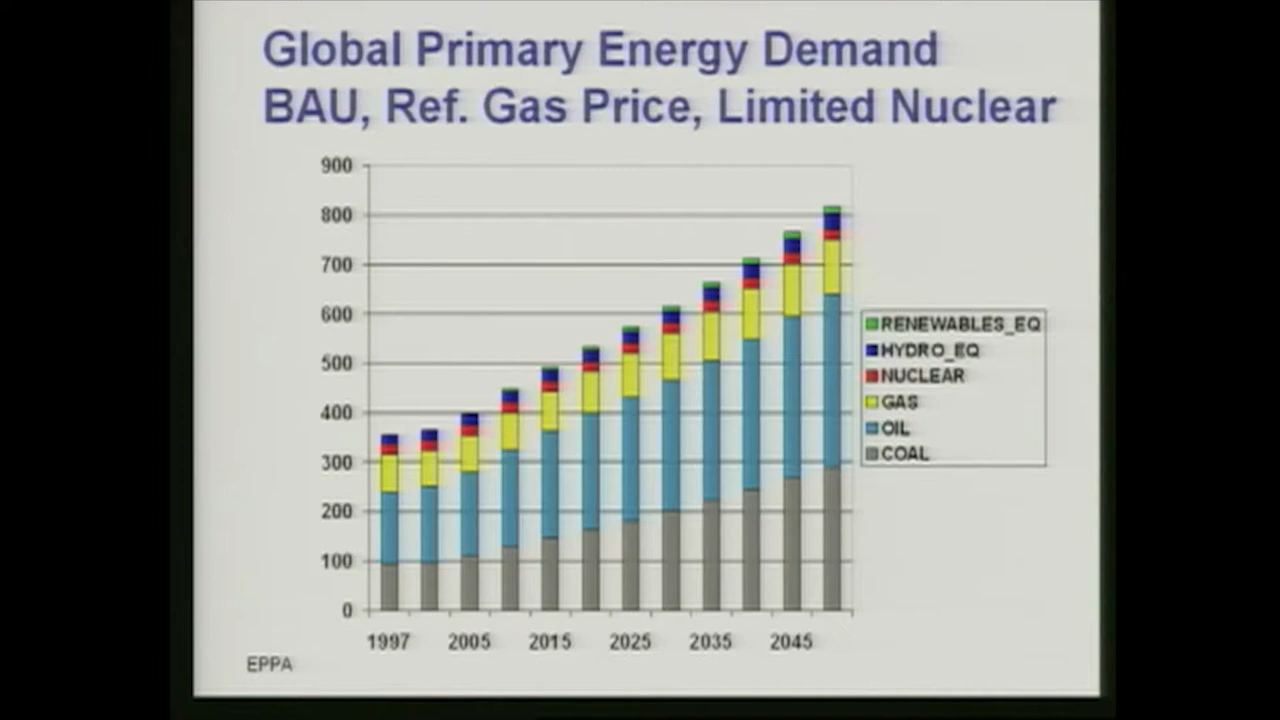 Global Primary Energy Demand
BAU, Ref. Gas Price, Limited Nuclear
900
800
700
600
500
400
300
200
100
0
1997 2005 2015 2025 2035 2045
RENEWABLES_EQ
HYDRO_EQ
NUCLEAR
GAS
OIL
COAL
EPPA